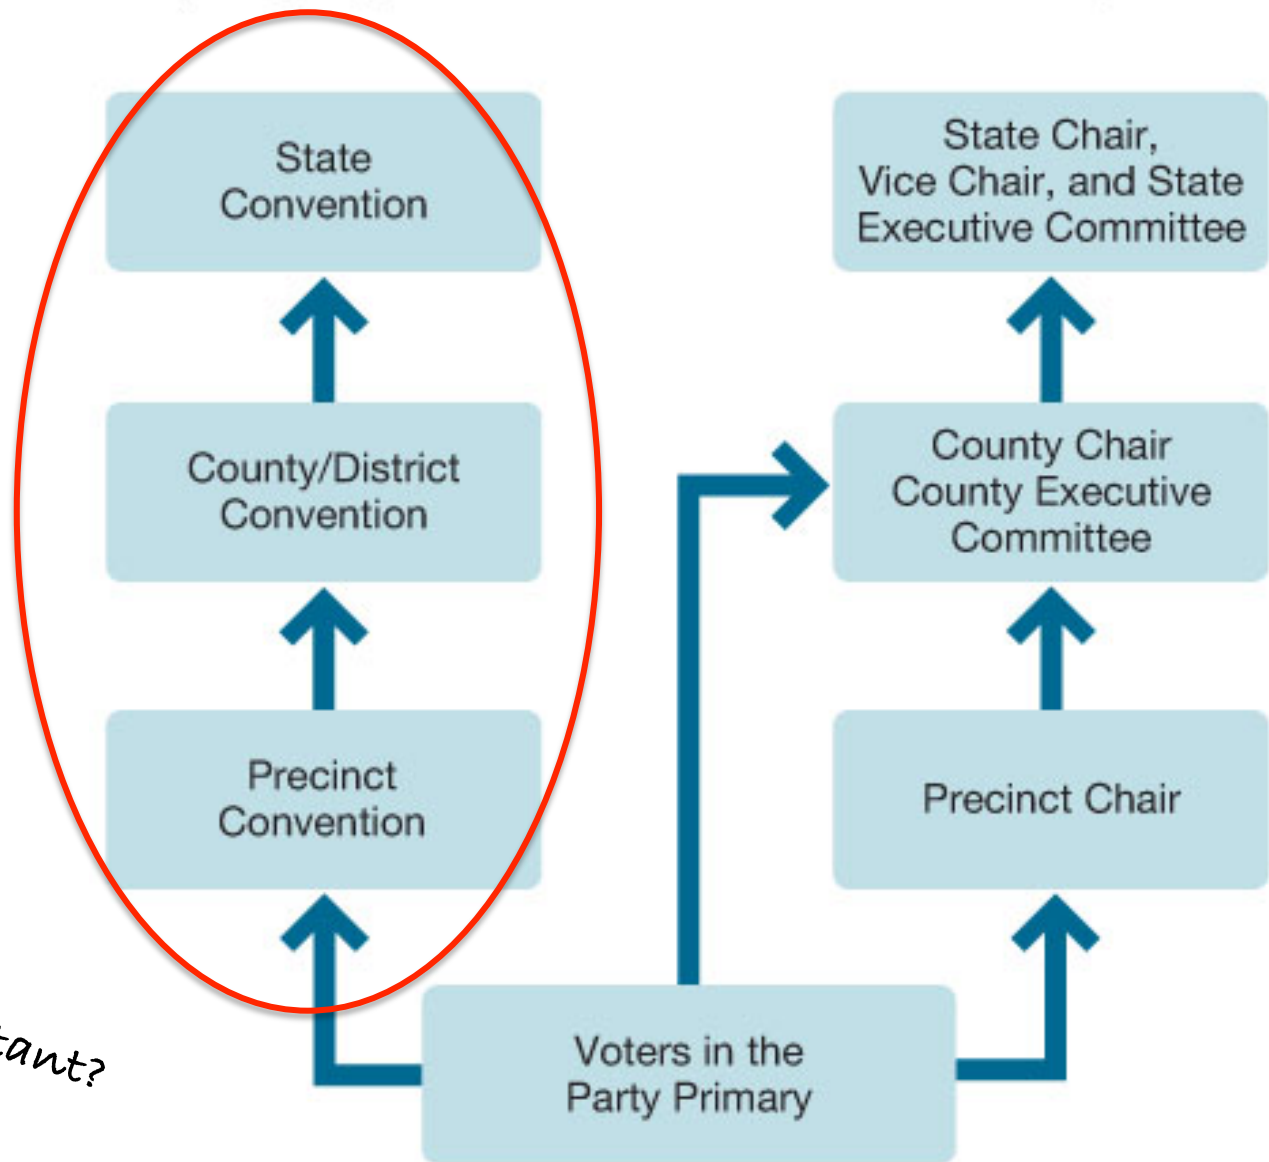 State
Convention
State Chair,
Vice Chair, and State
Executive Committee
County/District
Convention
County Chair
County Executive
Committee
Precinct
Convention
Precinct Chair
Voters in the
Party Primary